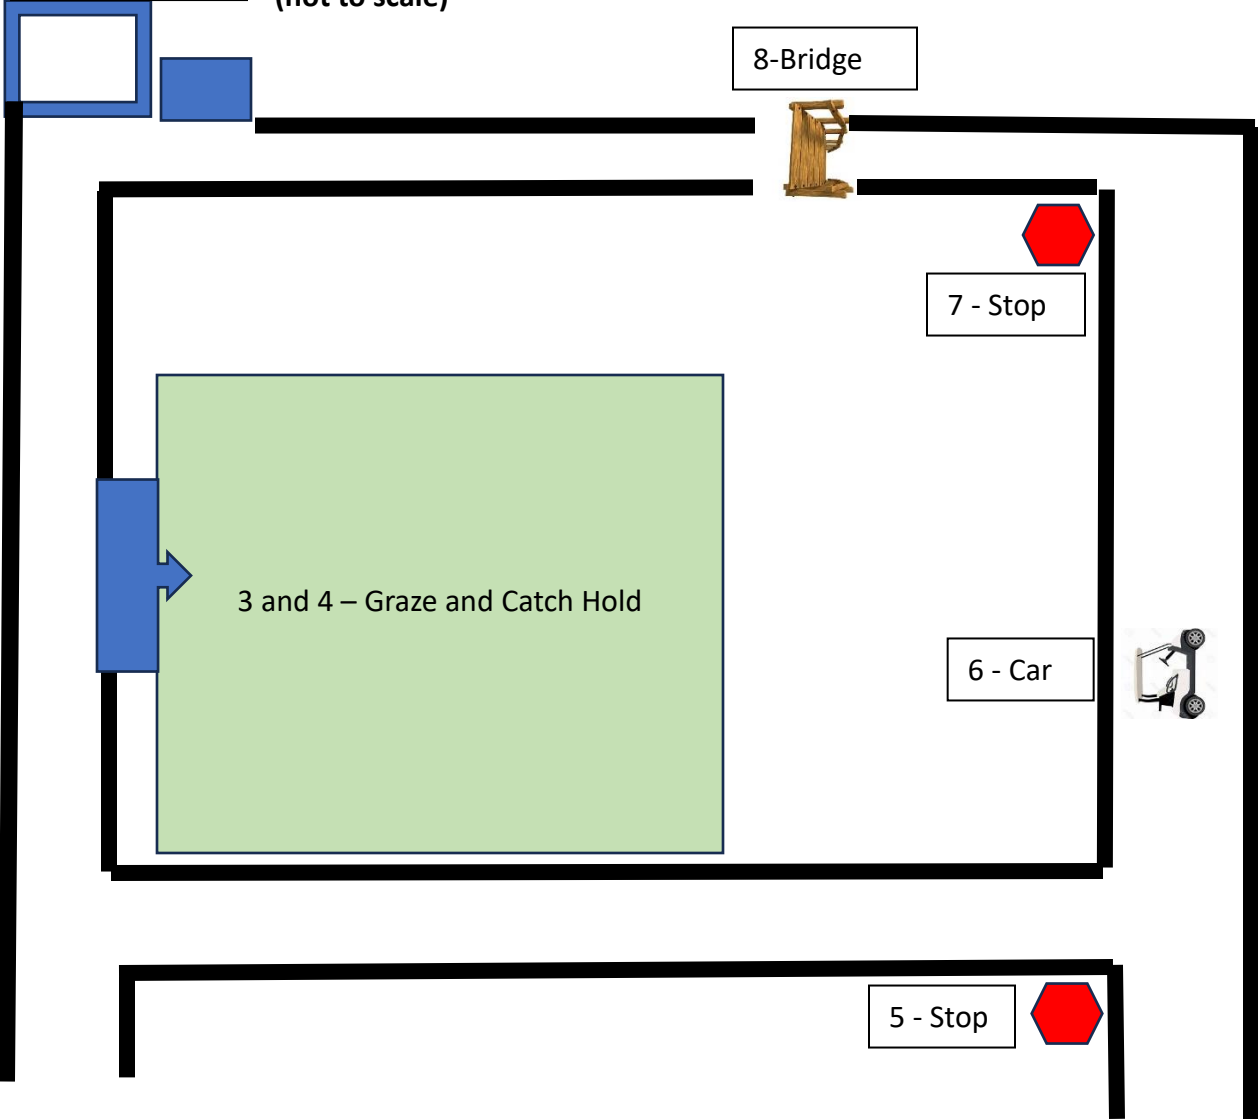 (not to scale)
8-Bridge
7 - Stop
3 and 4 – Graze and Catch Hold
6 - Car
5 - Stop